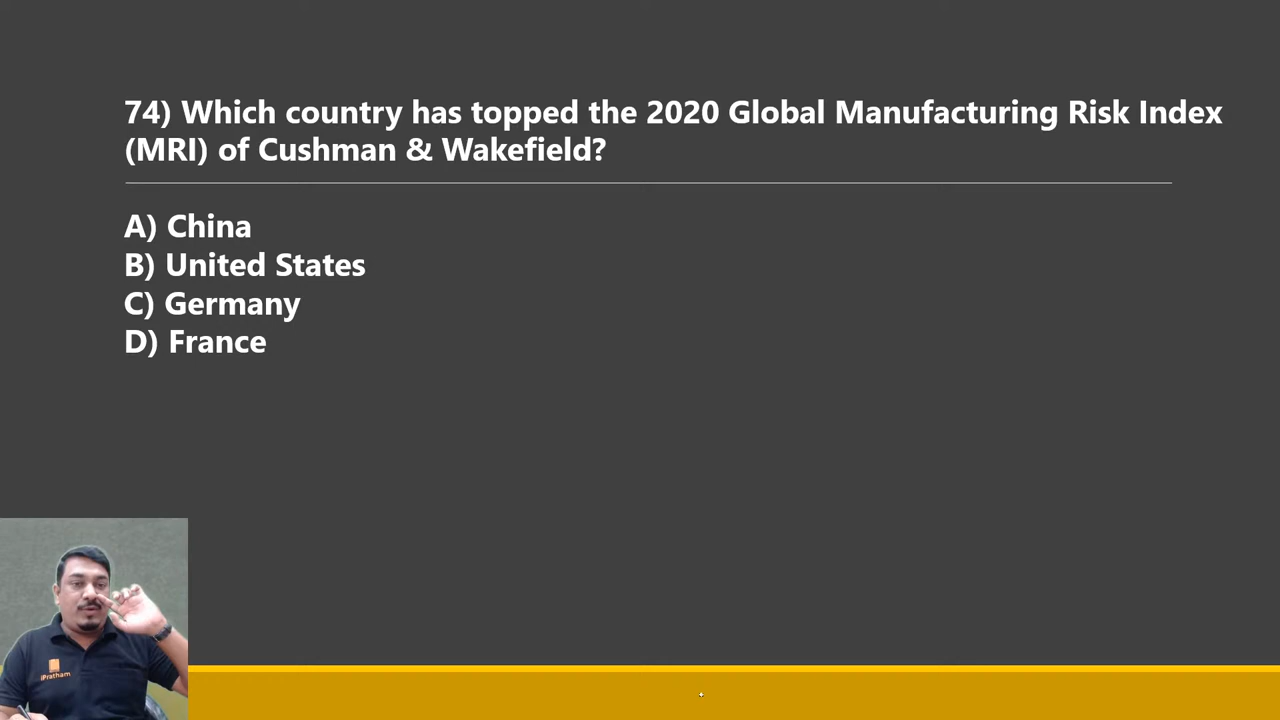 74) Which country has topped the 2020 Global Manufacturing Risk Index
(MRI) of Cushman & Wakefield?
A) China
B) United States
C) Germany
D) France
iPratham